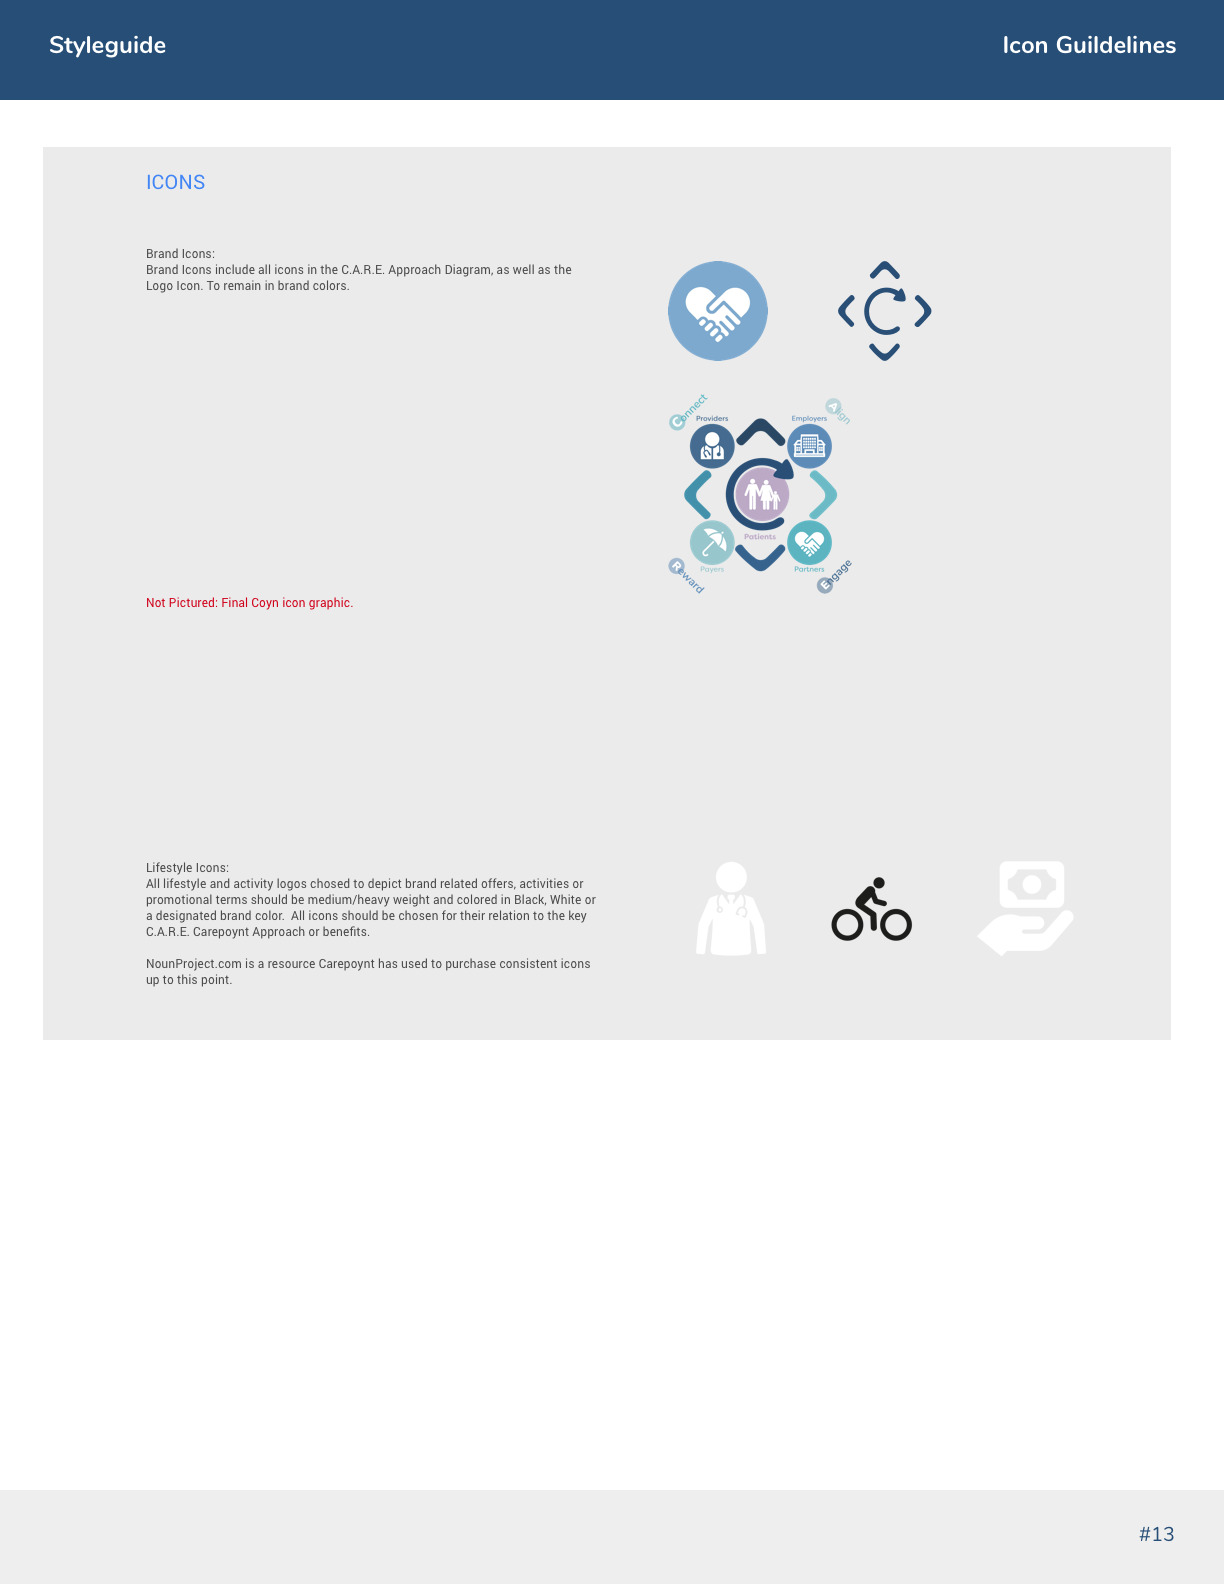 Styleguide
Icon Guildelines
ICONS
Brand Icons:
Brand Icons include all icons in the C.A.R.E. Approach Diagram, as well as the
Logo Icon. To remain in brand colors.
Connect
Align
Providers
Employers
Patients
Payers
Partners
Reward
Engage
Not Pictured: Final Coyn icon graphic.
Lifestyle Icons:
All lifestyle and activity logos chosed to depict brand related offers, activities or
promotional terms should be medium/heavy weight and colored in Black, White or
a designated brand color.  All icons should be chosen for their relation to the key
C.A.R.E. Carepoynt Approach or benefits.
NounProject.com is a resource Carepoynt has used to purchase consistent icons
up to this point.
#13